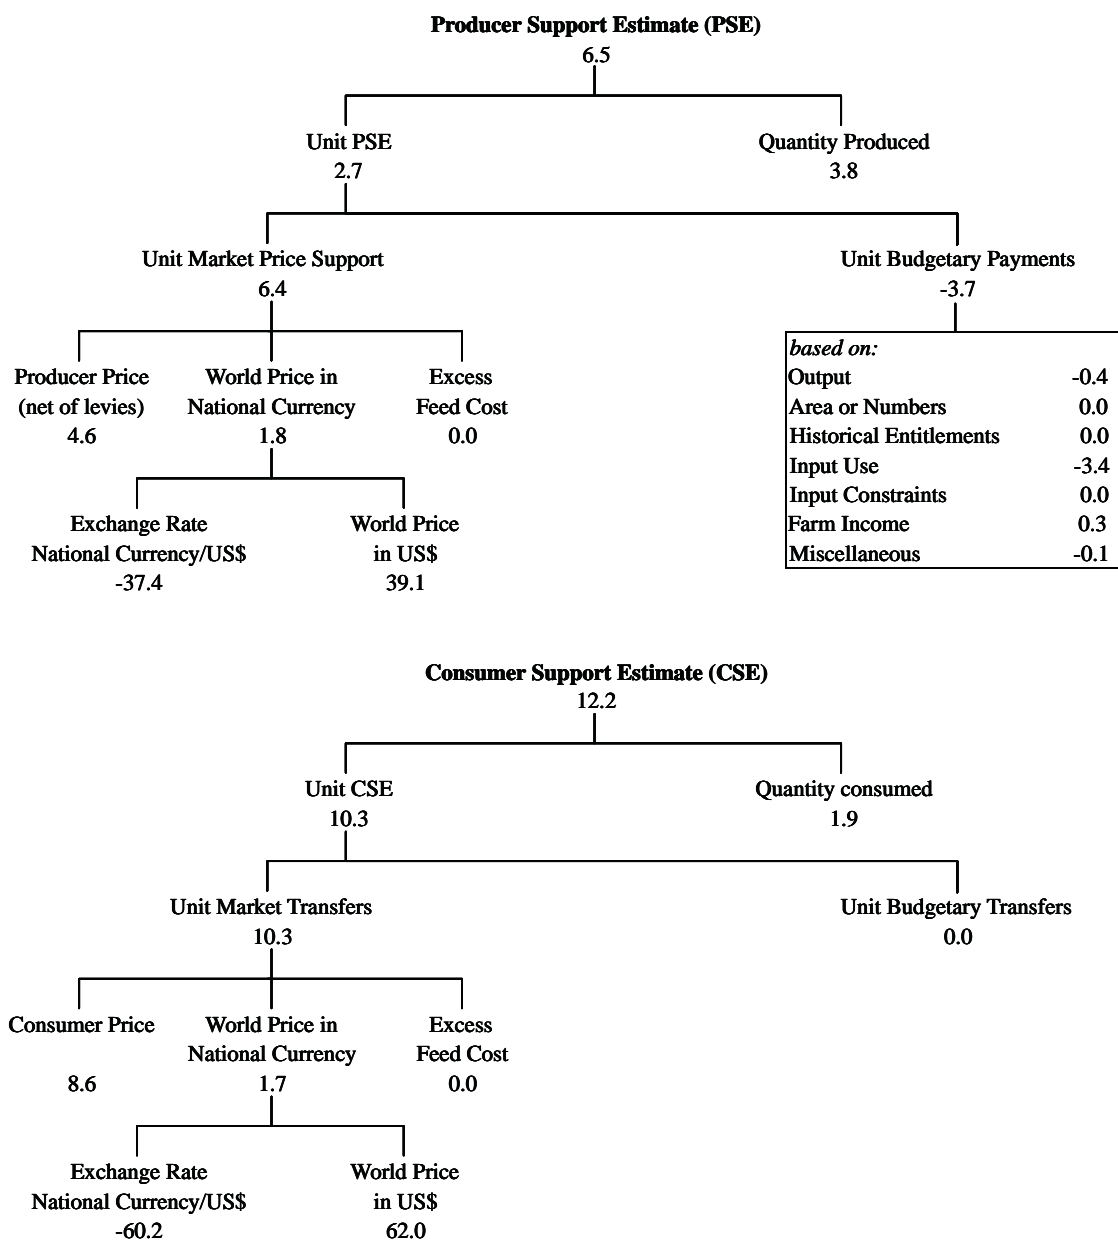 Producer Support Estimate (PSE)
6.5
Unit PSE
Quantity Produced
2.7
3.8
Unit Market Price Support
Unit Budgetary Payments
6.4
-3.7
based on:
Output -0.4
Area or Numbers 0.0
Historical Entitlements 0.0
Input Use -3.4
Input Constraints 0.0
Farm Income 0.3
Miscellaneous -0.1
Producer Price
(net of levies)
4.6
World Price in
National Currency
1.8
Excess
Feed Cost
0.0
Exchange Rate
National Currency/US$
-37.4
World Price
in US$
39.1
Consumer Support Estimate (CSE)
12.2
Unit CSE
Quantity consumed
10.3
1.9
Unit Market Transfers
Unit Budgetary Transfers
10.3
0.0
Consumer Price
8.6
World Price in
National Currency
1.7
Excess
Feed Cost
0.0
Exchange Rate
National Currency/US$
-60.2
World Price
in US$
62.0